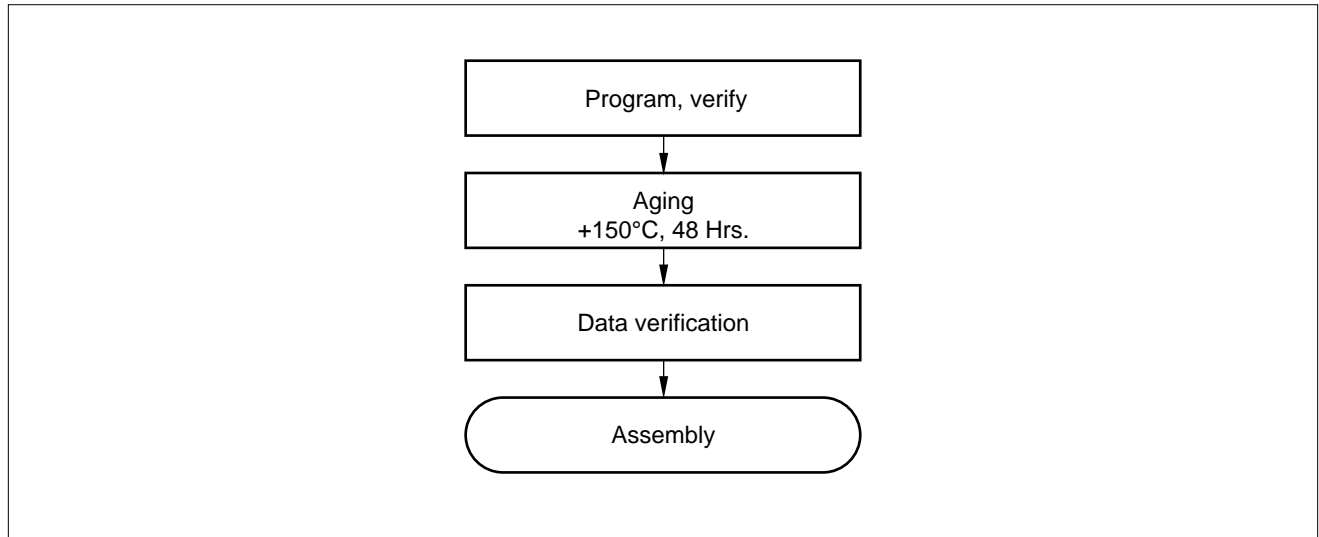 Program, verify
Aging
+150°C, 48 Hrs.
Data verification
Assembly